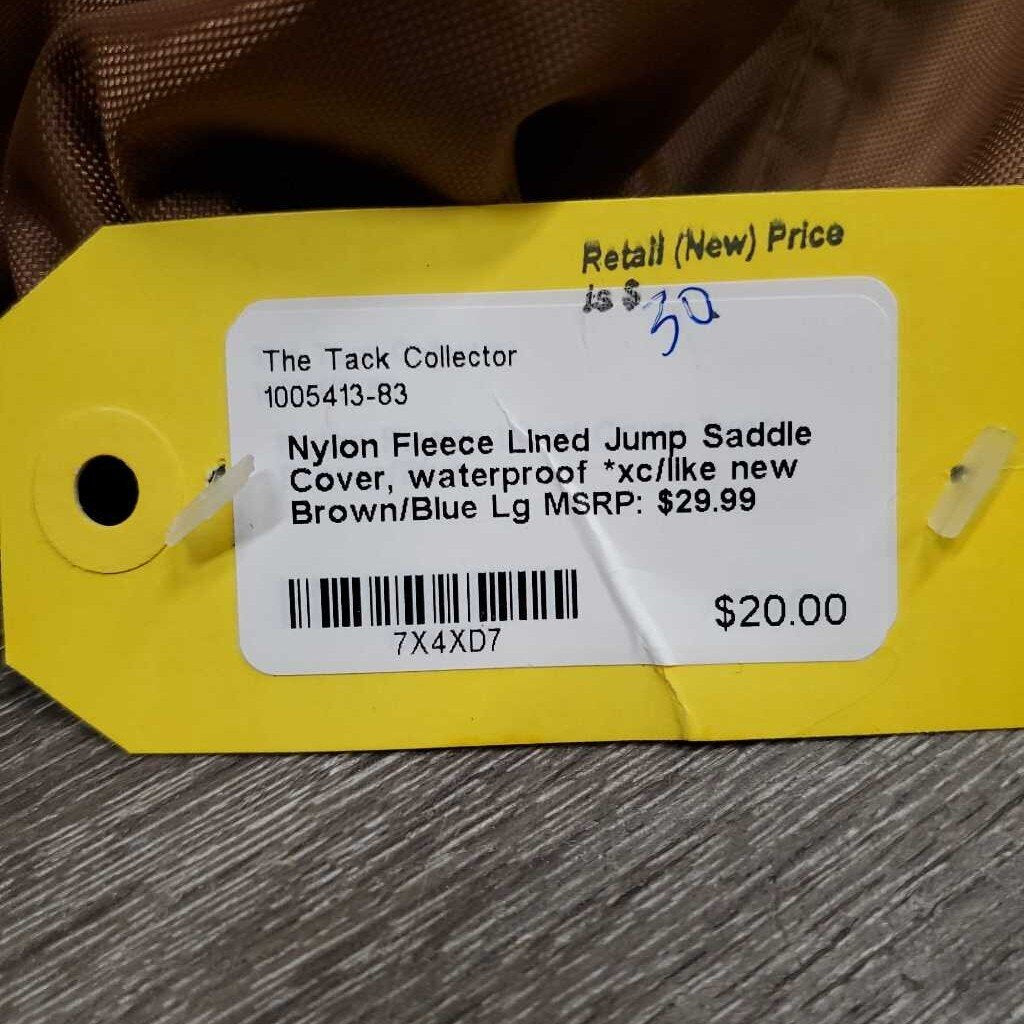 Retail (New) Price
is $ 30
The Tack Collector
1005413-83
Nylon Fleece Lined Jump Saddle
Cover, waterproof *xc/like new
Brown/Blue Lg MSRP: $29.99
7X4XD7
$20.00